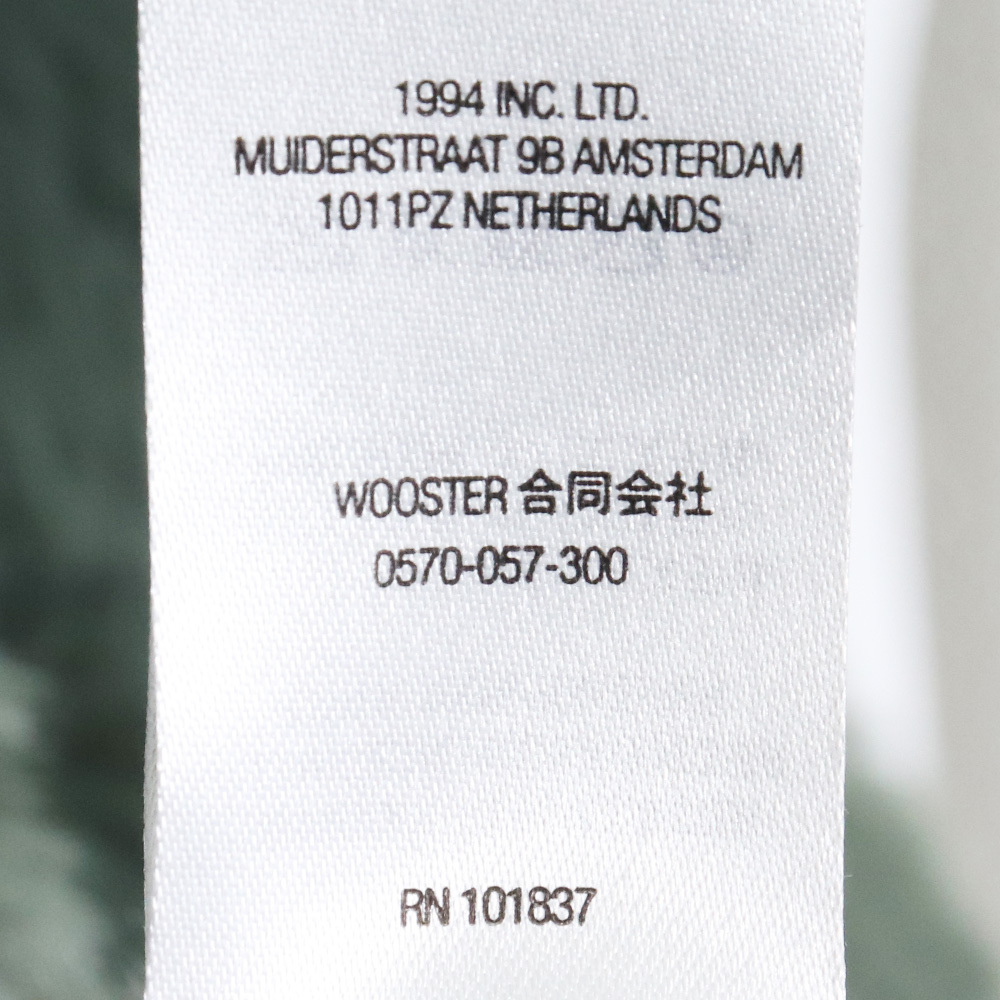 1994 INC. LTD.
MUIDERSTRAAT 9B AMSTERDAM
1011PZ NETHERLANDS
WOOSTER 合同会社
0570-057-300
RN 101837